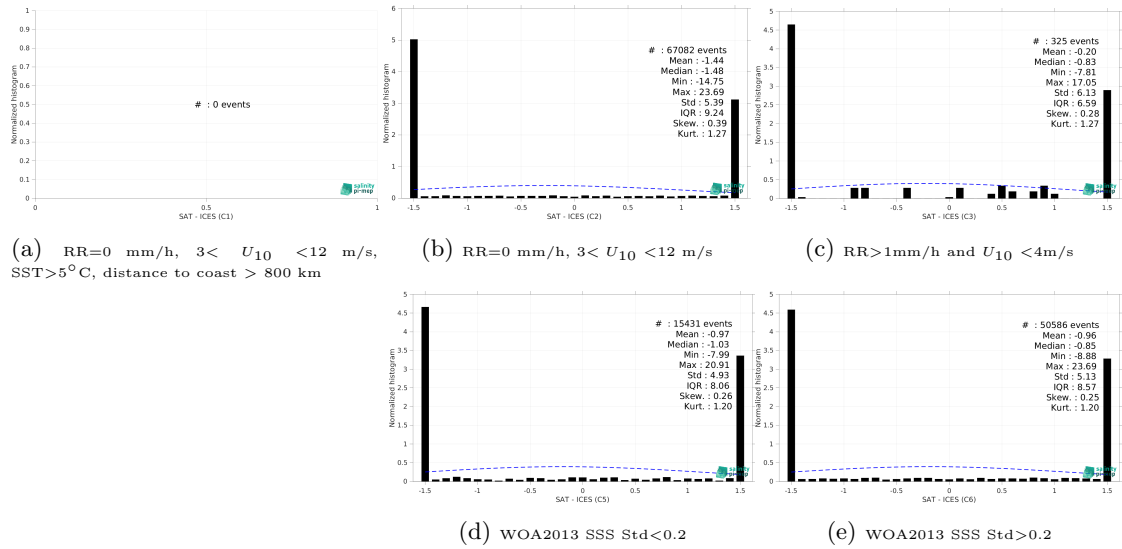 1
0.9
0.8
0.7
0.6
0.5
0.4
0.3
0.2
0.1
0
Normalized histogram
# : 0 events
salinity
pi-mep
0
0.5
1
SAT - ICES (C1)
(a) RR=0 mm/h, 3< U10 <12 m/s,
SST>5°C, distance to coast > 800 km
6
5
4
3
2
1
0
Normalized histogram
# : 67082 events
Mean : -1.44
Median : -1.48
Min : -14.75
Max : 23.69
Std : 5.39
IQR : 9.24
Skew. : 0.39
Kurt. : 1.27
salinity
pi-mep
-1.5
-1
-0.5
0
0.5
1
1.5
SAT - ICES (C2)
(b) RR=0 mm/h, 3< U10 <12 m/s
5
4.5
4
3.5
3
2.5
2
1.5
1
0.5
0
Normalized histogram
# : 325 events
Mean : -0.20
Median : -0.83
Min : -7.81
Max : 17.05
Std : 6.13
IQR : 6.59
Skew. : 0.28
Kurt. : 1.27
salinity
pi-mep
-1.5
-1
-0.5
0
0.5
1
1.5
SAT - ICES (C3)
(c) RR>1mm/h and U10 <4m/s
5
4.5
4
3.5
3
2.5
2
1.5
1
0.5
0
Normalized histogram
# : 15431 events
Mean : -0.97
Median : -1.03
Min : -7.99
Max : 20.91
Std : 4.93
IQR : 8.06
Skew. : 0.26
Kurt. : 1.20
salinity
pi-mep
-1.5
-1
-0.5
0
0.5
1
1.5
SAT - ICES (C5)
(d) WOA2013 SSS Std<0.2
5
4.5
4
3.5
3
2.5
2
1.5
1
0.5
0
Normalized histogram
# : 50586 events
Mean : -0.96
Median : -0.85
Min : -8.88
Max : 23.69
Std : 5.13
IQR : 8.57
Skew. : 0.25
Kurt. : 1.20
salinity
pi-mep
-1.5
-1
-0.5
0
0.5
1
1.5
SAT - ICES (C6)
(e) WOA2013 SSS Std>0.2